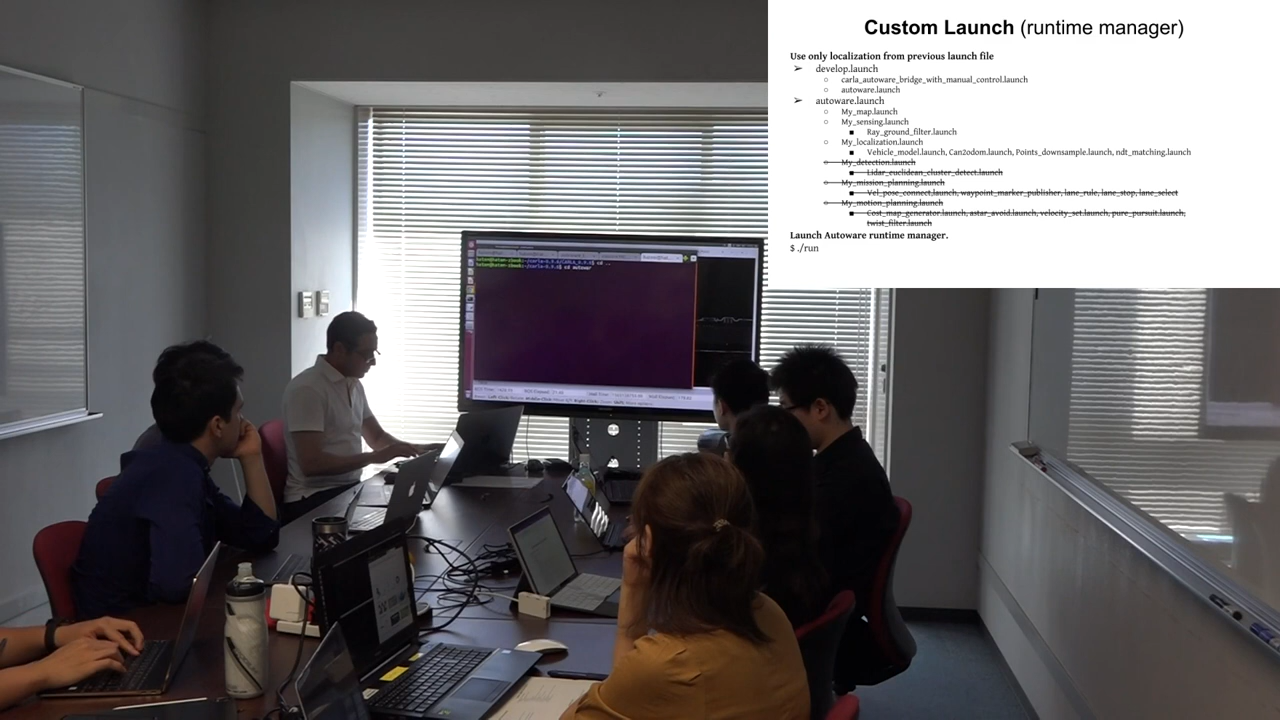 Custom Launch (runtime manager)
Use only localization from previous launch file
➢ develop.launch
○ carla_autoware_bridge_with_manual_control.launch
○ autoware.launch
➢ autoware.launch
○ My_map.launch
○ My_sensing.launch
■ Ray_ground_filter.launch
○ My_localization.launch
■ Vehicle_model.launch, Can2odom.launch, Points_downsample.launch, ndt_matching.launch
○ My_detection.launch
■ Lidar_euclidean_cluster_detect.launch
○ My_mission_planning.launch
■ Vel_pose_connect.launch, waypoint_marker_publisher, lane_rule, lane_stop, lane_select
○ My_motion_planning.launch
■ Cost_map_generator.launch, astar_avoid.launch, velocity_set.launch, pure_pursuit.launch,
twist_filter.launch
Launch Autoware runtime manager.
$ ./run